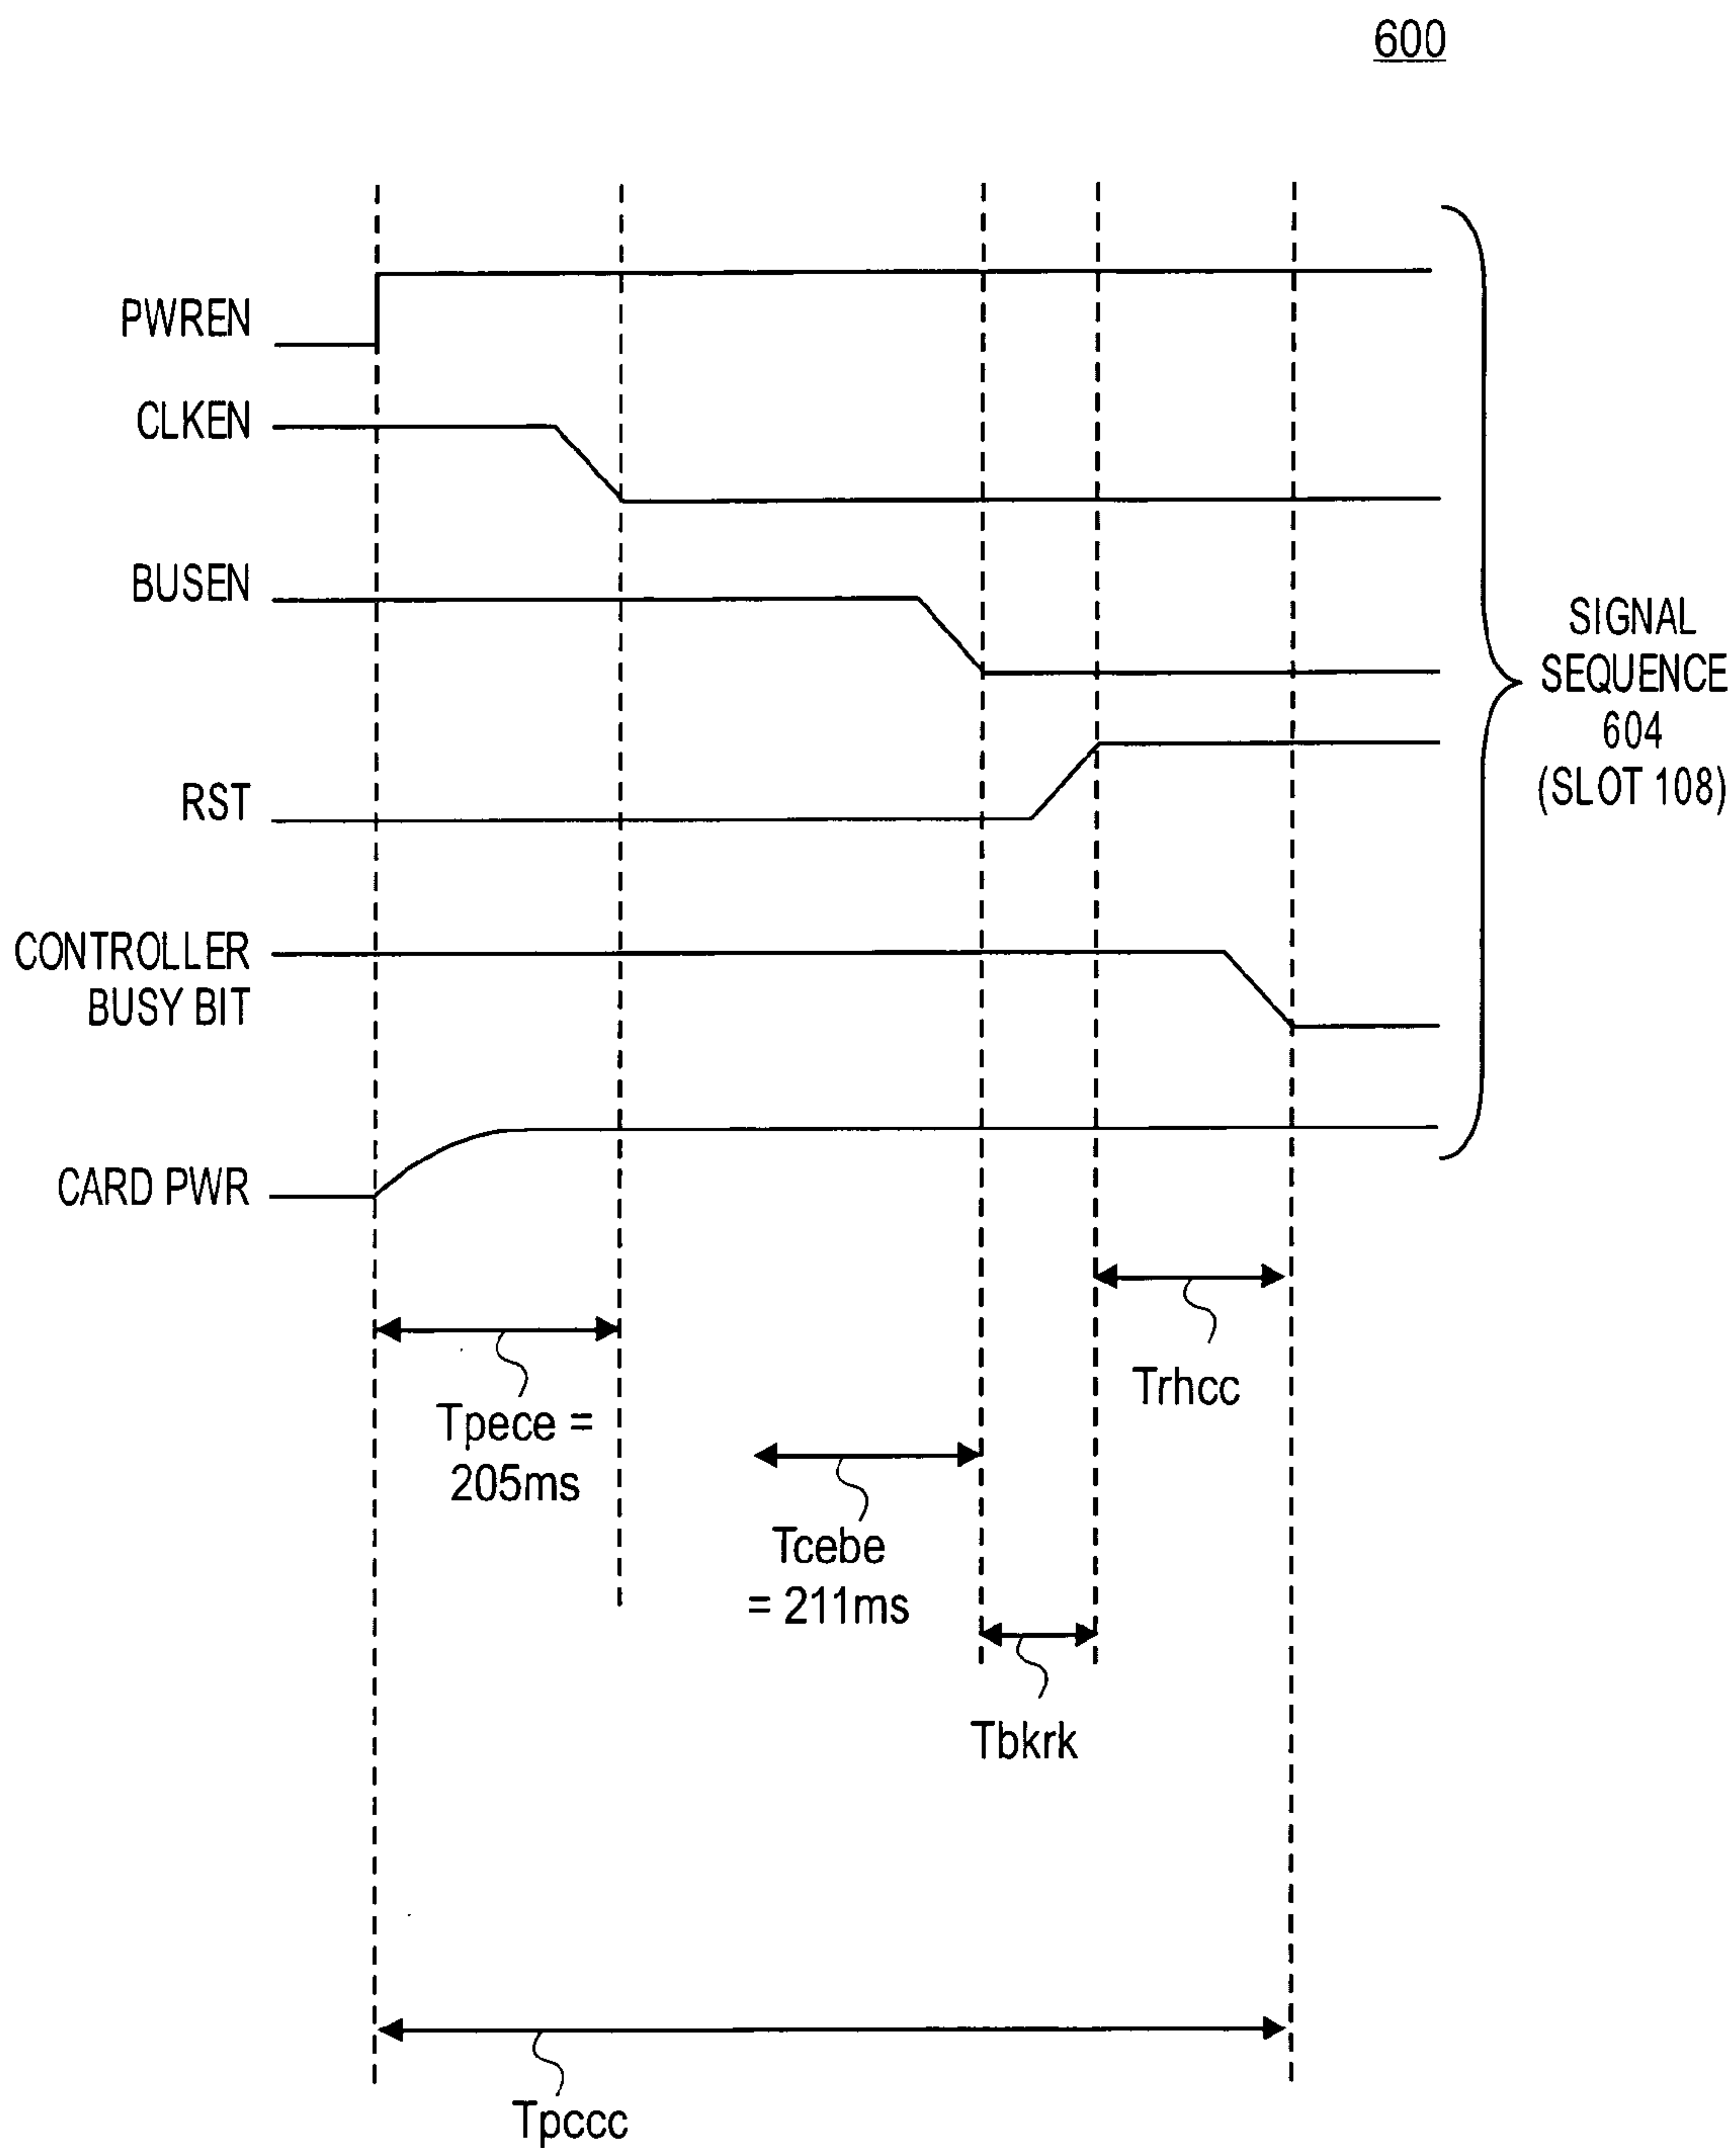 600
PWREN
CLKEN
BUSEN
RST
CONTROLLER
BUSY BIT
CARD PWR
SIGNAL
SEQUENCE
604
(SLOT 108)
Trhcc
Tpece =
205ms
Tcebe
= 211ms
Tbkrk
Tpccc